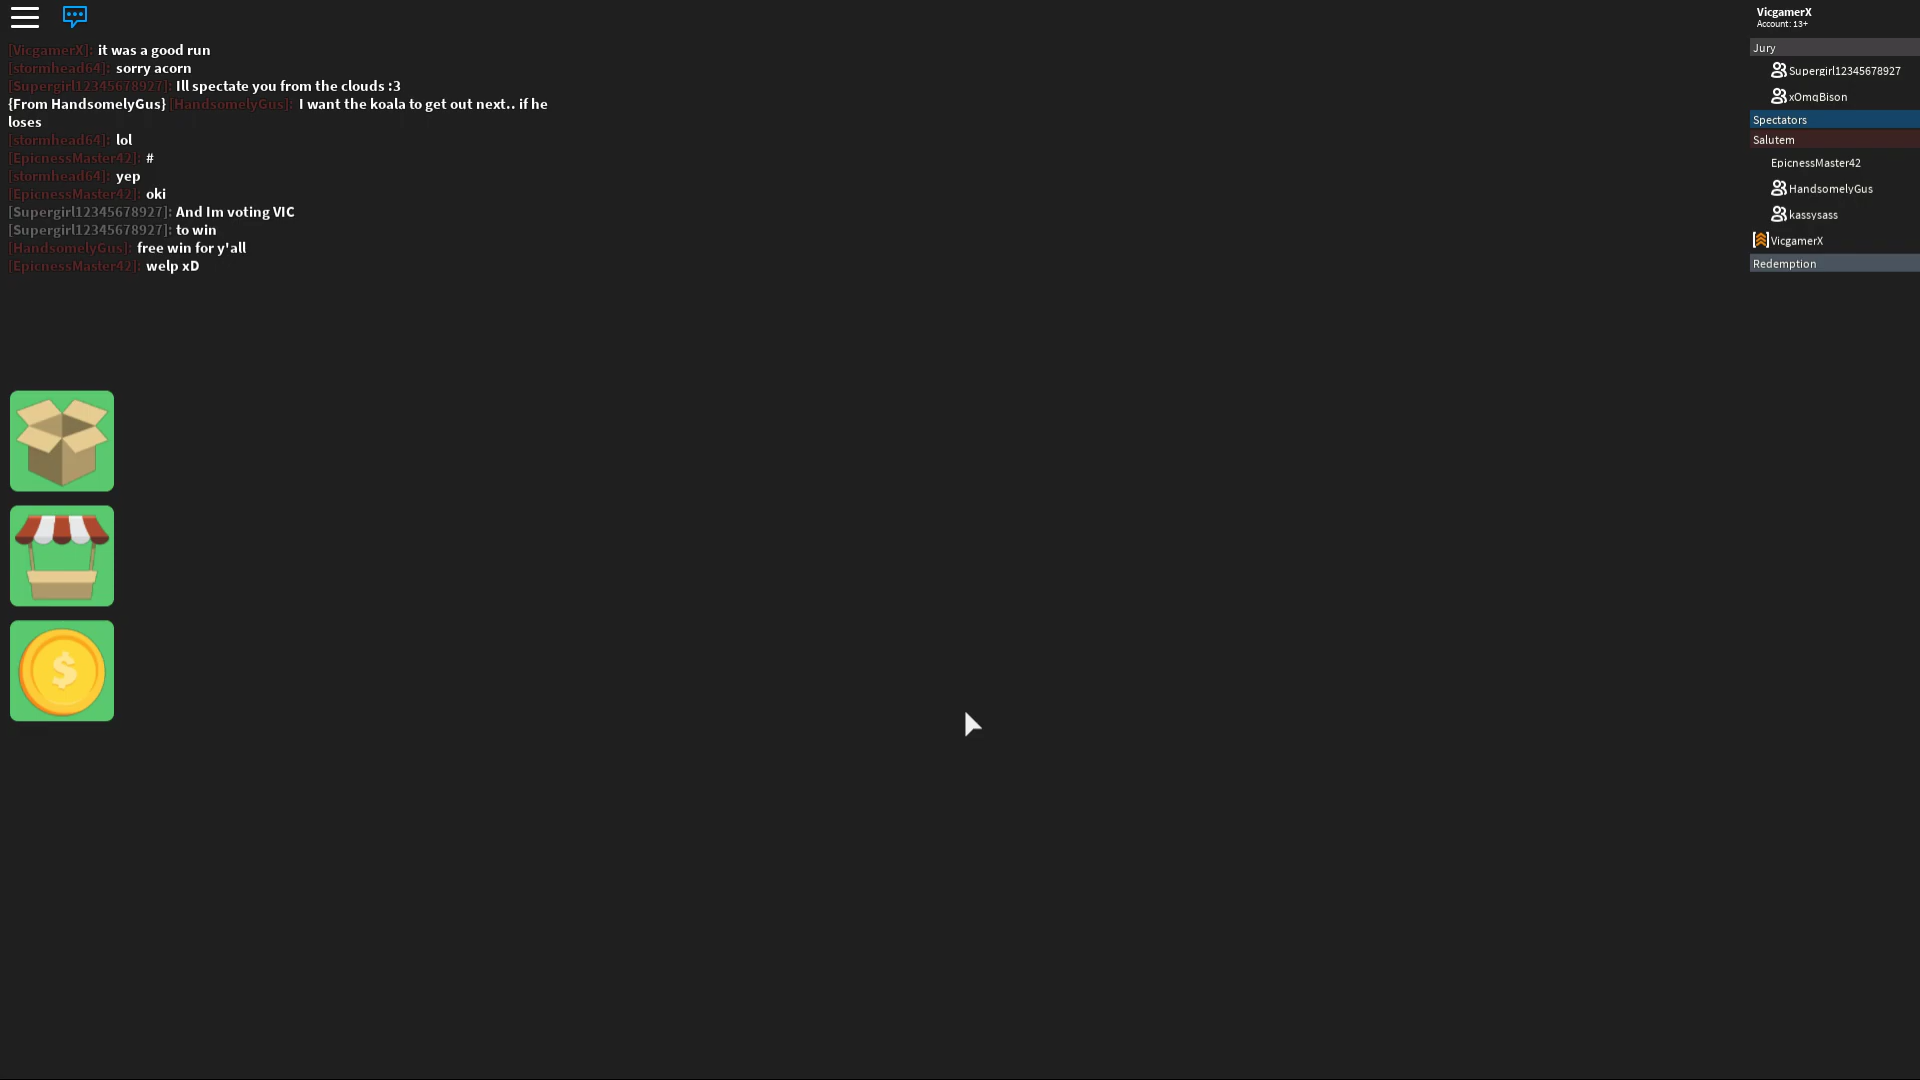 [VicgamerX]: it was a good run
[stormhead64]: sorry acorn
[Supergirl12345678927]: Ill spectate you from the clouds :3
{From HandsomelyGus} [HandsomelyGus]: I want the koala to get out next.. if he
loses
[stormhead64]: lol
[EpicnessMaster42]: #
[stormhead64]: yep
[EpicnessMaster42]: oki
[Supergirl12345678927]: And Im voting VIC
[Supergirl12345678927]: to win
[HandsomelyGus]: free win for y'all
[EpicnessMaster42]: welp xD
$
VicgamerX
Account: 13+
Jury
Supergirl12345678927
xOmgBison
Spectators
Salutem
EpicnessMaster42
HandsomelyGus
kassysass
VicgamerX
Redemption